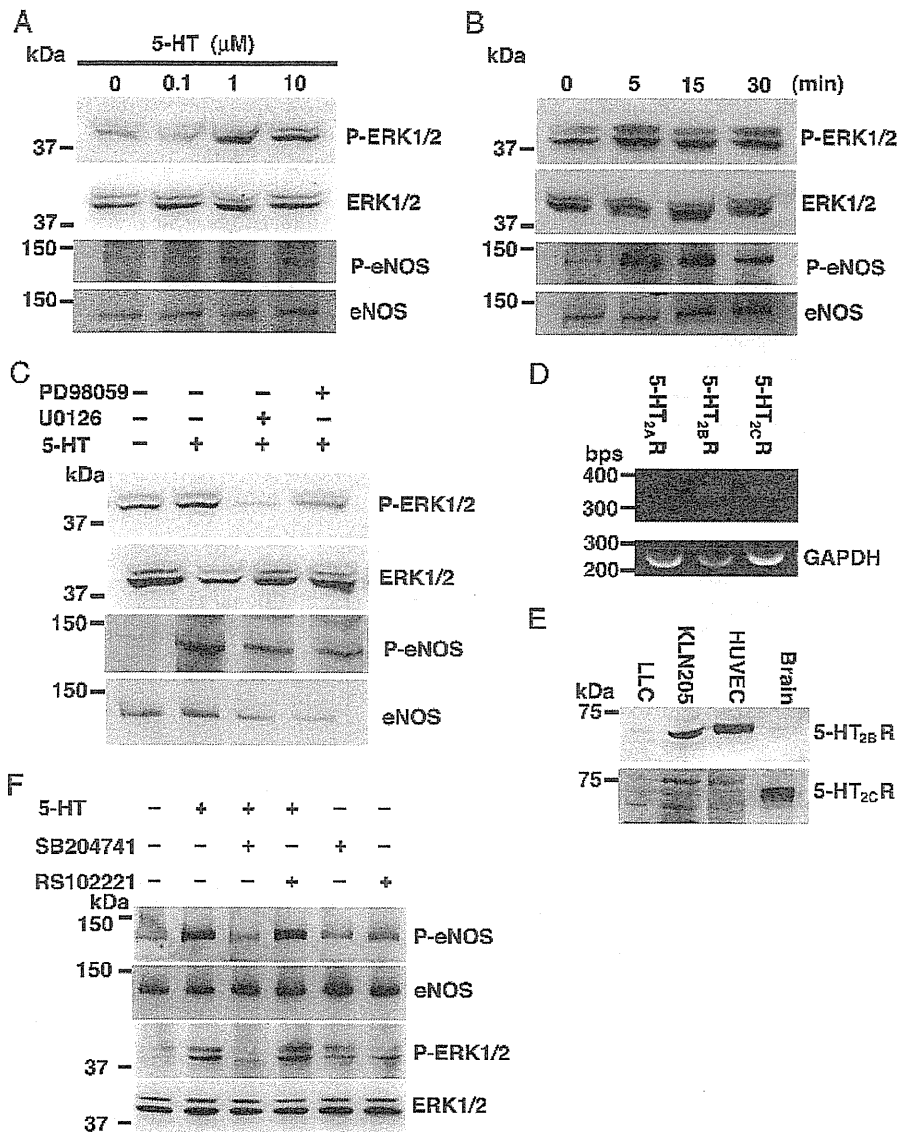 A
5-HT (µM)
kDa
0 0.1 1 10
P-ERK1/2
37
ERK1/2
37
150
P-eNOS
150
eNOS
B
kDa
0 5 15 30 (min)
P-ERK1/2
37
ERK1/2
37
150
P-eNOS
150
eNOS
C
PD98059 - - - +
U0126 - - + -
5-HT - + + +
kDa
P-ERK1/2
37
ERK1/2
37
150
P-eNOS
150
eNOS
D
5-HT2AR 5-HT2BR 5-HT2CR
bps
400
300
300
GAPDH
200
E
LLC KLN205 HUVEC Brain
kDa
75
5-HT2BR
75
5-HT2CR
F
5-HT - + + + - -
SB204741 - - + - + -
RS102221 - - - + - +
kDa
150
P-eNOS
150
eNOS
P-ERK1/2
37
ERK1/2
37